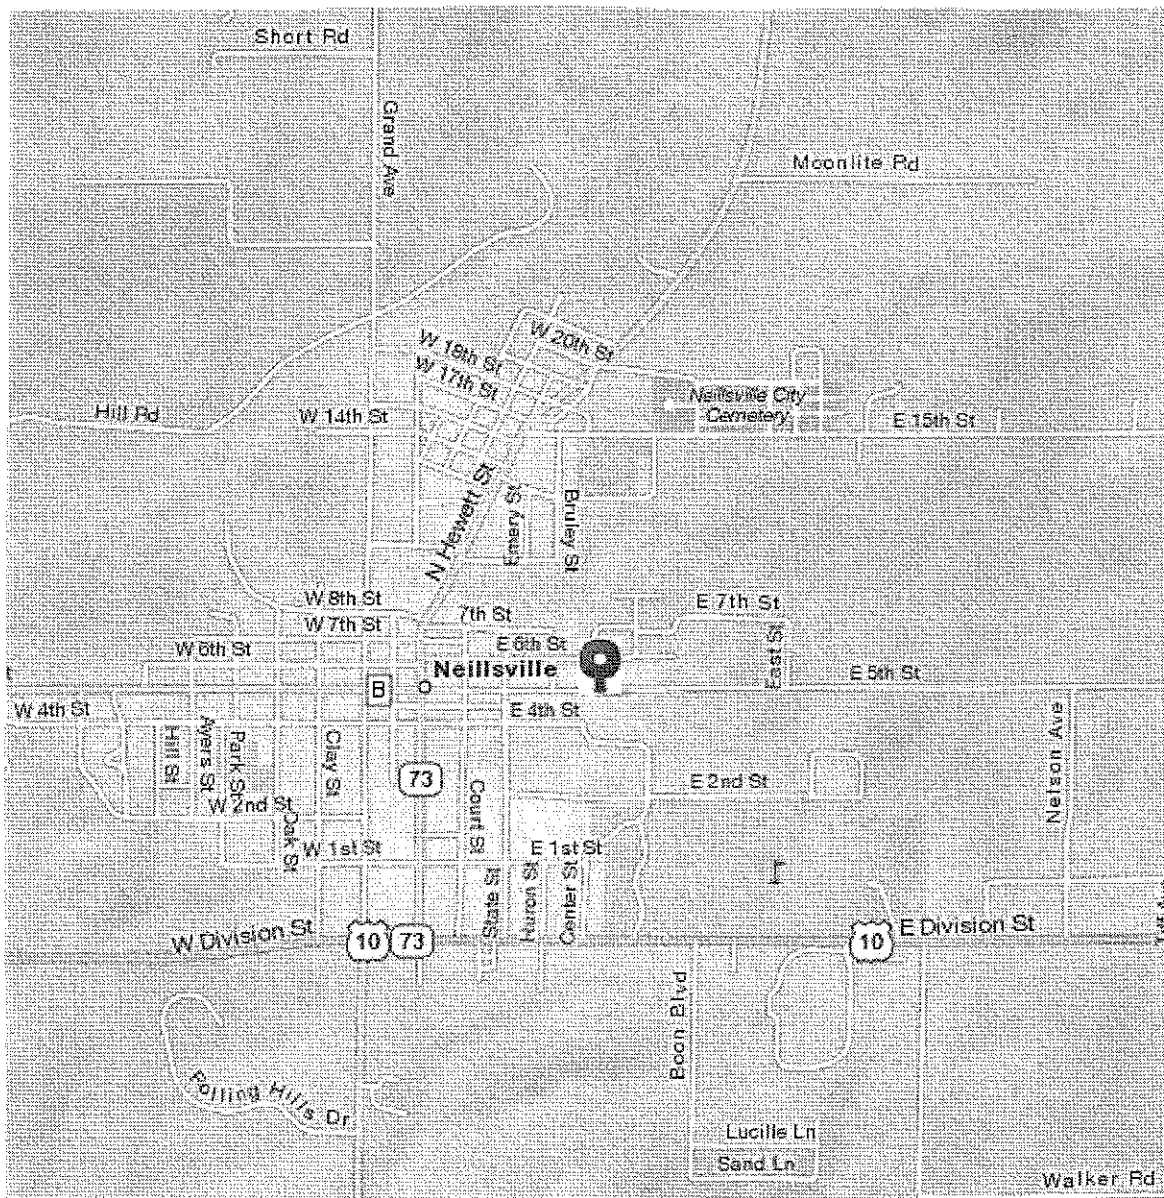 Short Rd
Grand Ave
Moonlite Rd
W 20th St
W 18th St
W 17th St
Neillsville City
Cemetery
Hill Rd
W 14th St
E 15th St
N Hewett St
Emery St
Bruley St
W 8th St
7th St
E 7th St
W 7th St
W 6th St
E 6th St
East St
Neillsville
B
E 5th St
W 4th St
E 4th St
Hill St
Ayers St
Park St
Clay St
73
Court St
E 2nd St
Nelson Ave
W 2nd St
Oak St
W 1st St
E 1st St
State St
Huron St
Center St
W Division St
10
73
10
E Division St
Boon Blvd
Rolling Hills Dr
Lucille Ln
Sand Ln
Walker Rd